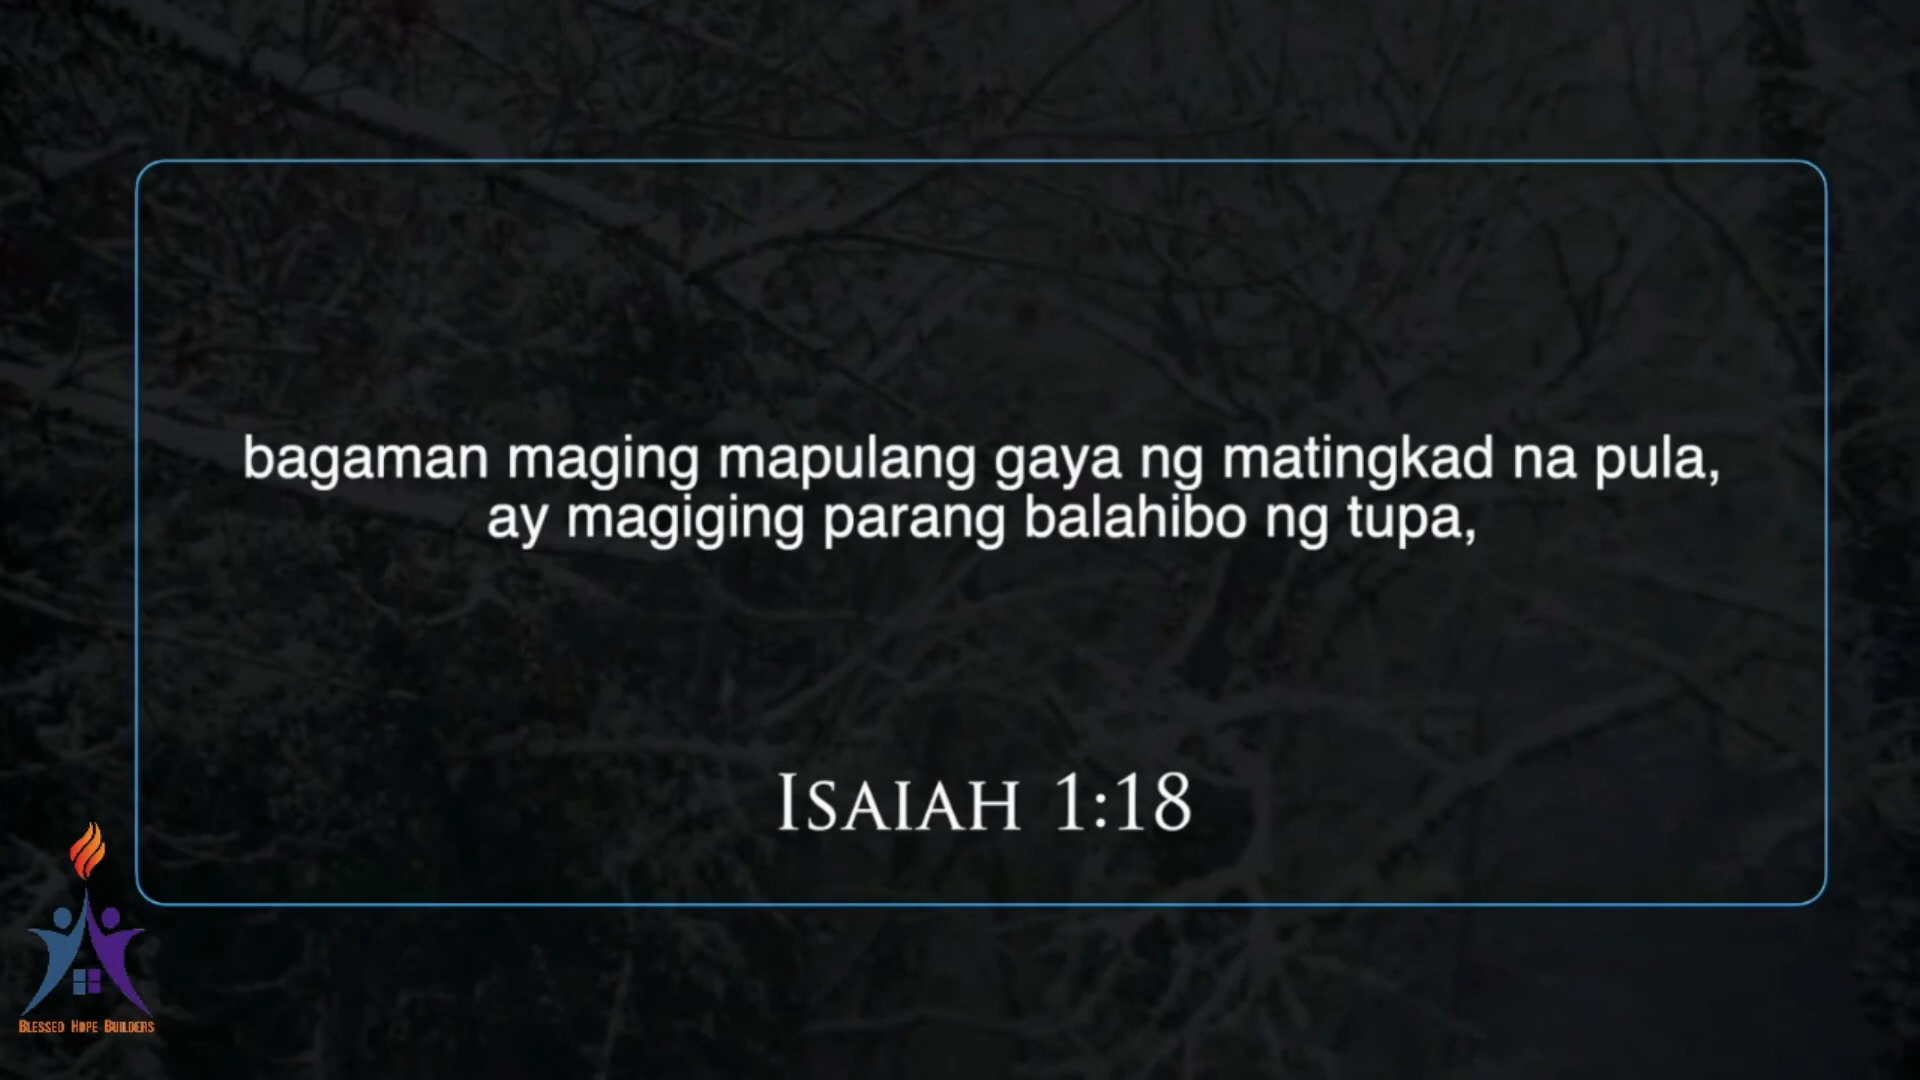 bagaman maging mapulang gaya ng matingkad na pula,
ay magiging parang balahibo ng tupa,
Isaiah 1:18
Blessed Hope Builders